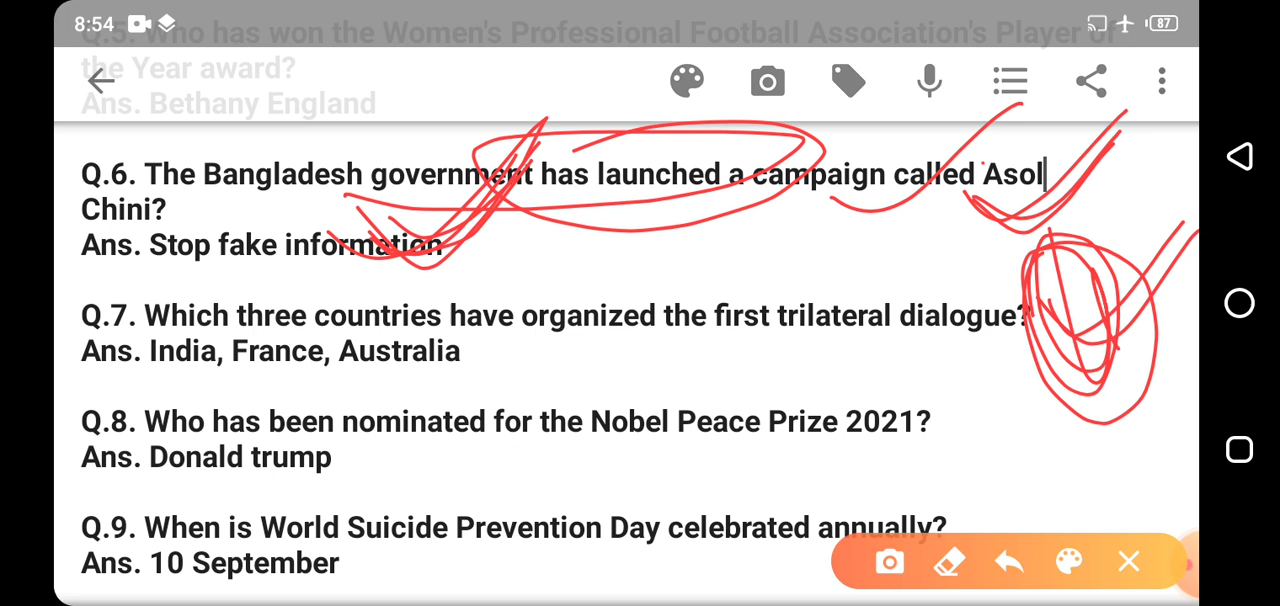 8:54
87
Q.5. Who has won the Women's Professional Football Association's Player of
the Year award?
Ans. Bethany England
Q.6. The Bangladesh government has launched a campaign called Asol
Chini?
Ans. Stop fake information
Q.7. Which three countries have organized the first trilateral dialogue?
Ans. India, France, Australia
Q.8. Who has been nominated for the Nobel Peace Prize 2021?
Ans. Donald trump
Q.9. When is World Suicide Prevention Day celebrated annually?
Ans. 10 September